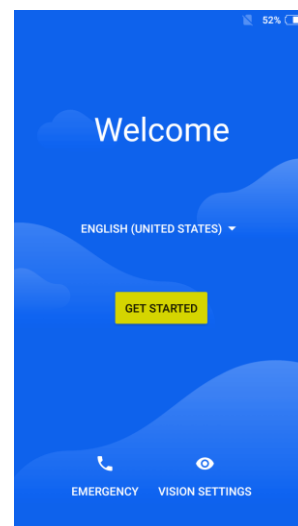 52%
Welcome
ENGLISH (UNITED STATES)
GET STARTED
EMERGENCY VISION SETTINGS